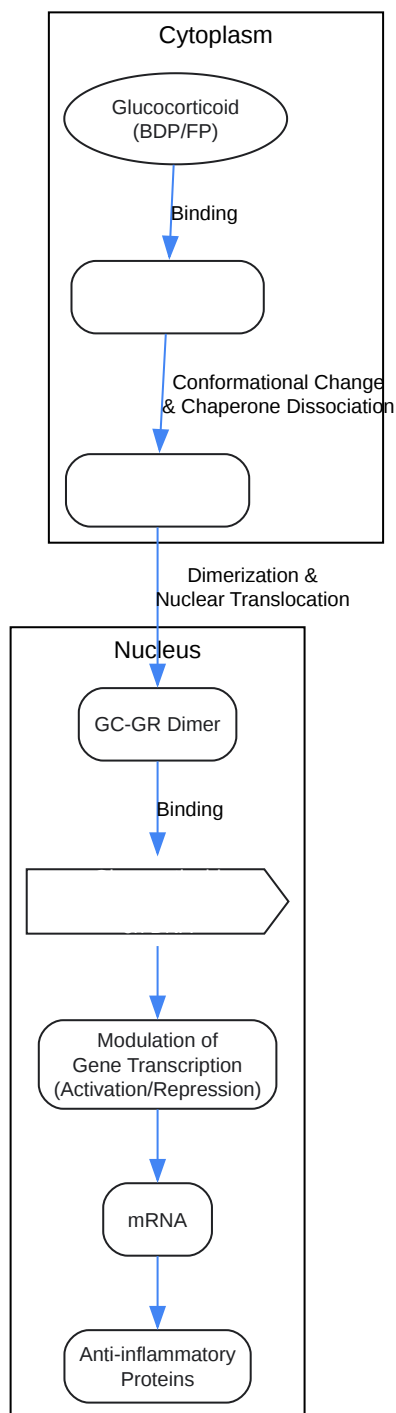 Cytoplasm
Glucocorticoid
(BDP/FP)
Binding
Conformational Change
& Chaperone Dissociation
Dimerization &
Nuclear Translocation
Nucleus
GC-GR Dimer
Binding
Modulation of
Gene Transcription
(Activation/Repression)
mRNA
Anti-inflammatory
Proteins